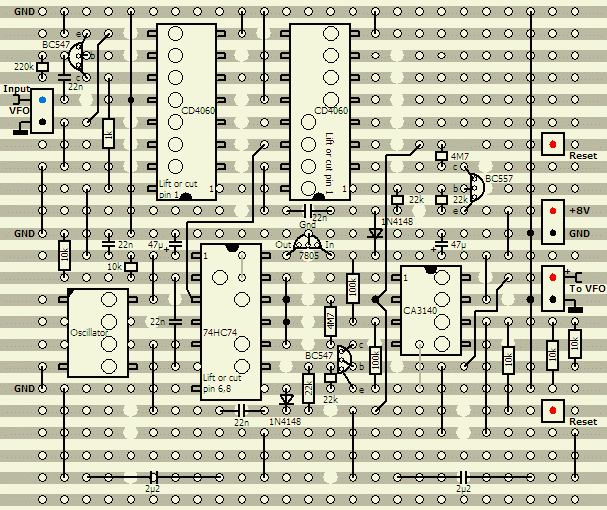 GND
BC547
e
b
c
220k
22n
Input
VFO
1k
CD4060
Lift or cut
pin 1
1
CD4060
Lift or cut pin 1
1
4M7
c
b
e
BC557
22k
22k
Reset
+8V
GND
GND
22n
1N4148
Gnd
Out
In
7805
10k
22n
10k
47µ
+
47µ
+
1
74HC74
Lift or cut
pin 6,8
100k
1
CA3140
+
To VFO
Oscillator
22n
4M7
BC547
c
b
e
100k
10k
10k
10k
GND
22k
22k
22n
1N4148
Reset
2µ2
2µ2